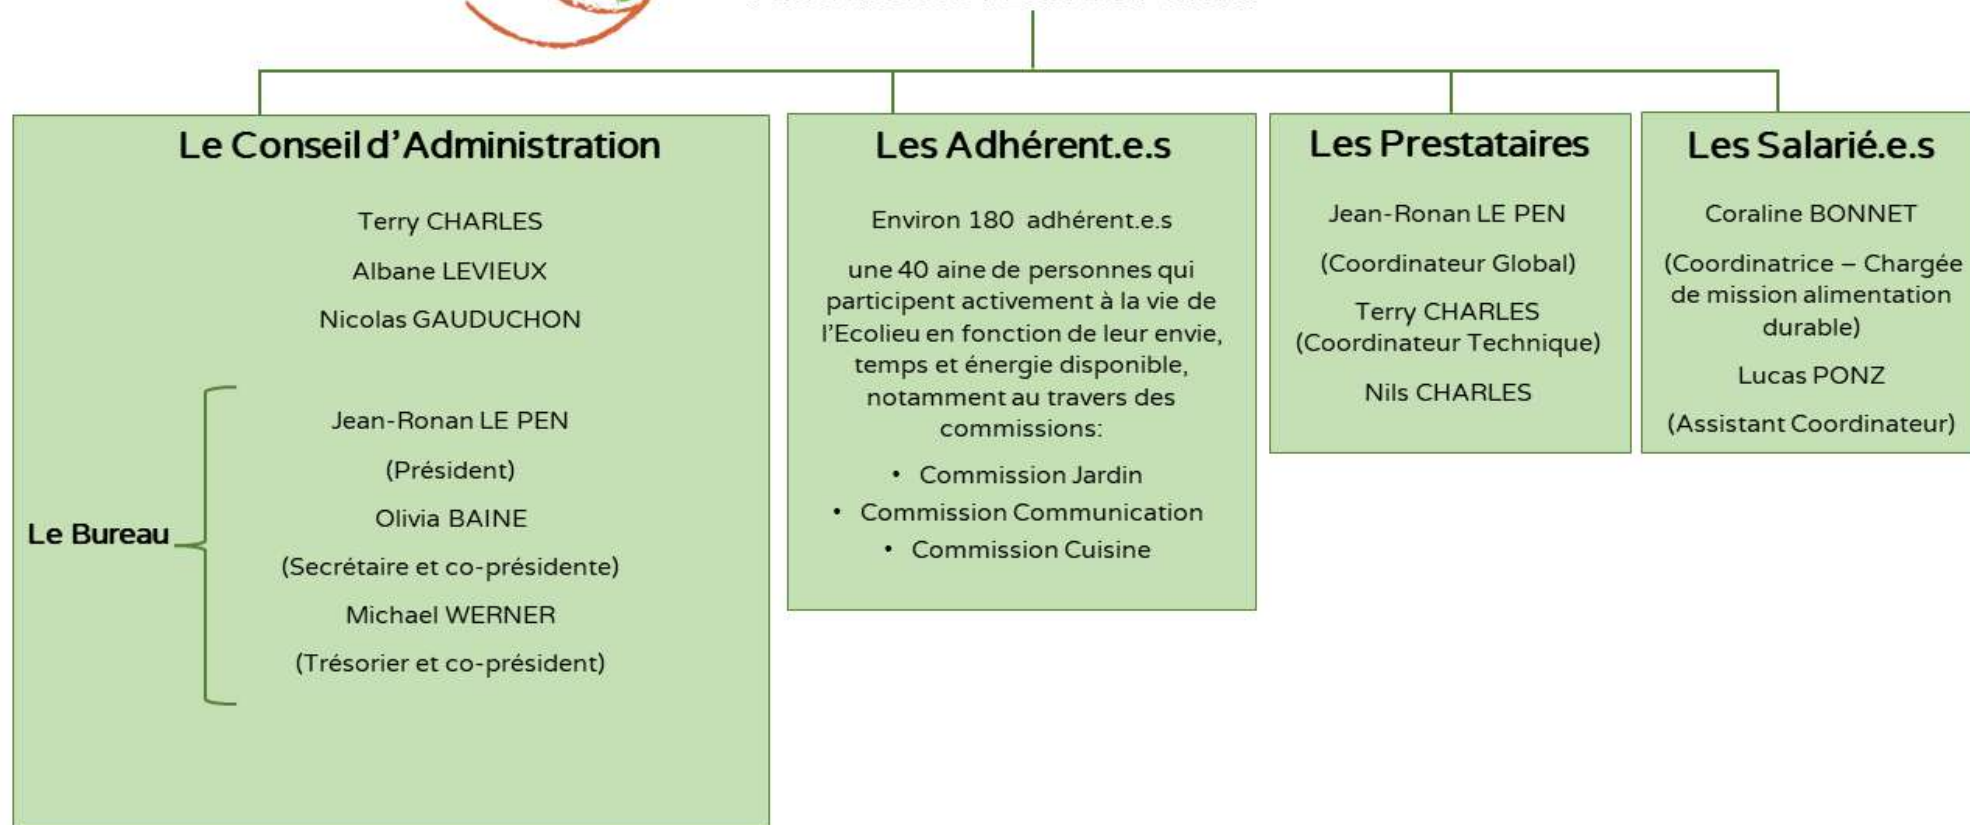 Le Conseil d'Administration
Terry CHARLES
Albane LEVIEUX
Nicolas GAUDUCHON
Le Bureau
Jean-Ronan LE PEN
(Président)
Olivia BAINE
(Secrétaire et co-présidente)
Michael WERNER
(Trésorier et co-président)
Les Adhérent.e.s
Environ 180 adhérent.e.s
une 40 aine de personnes qui
participent activement à la vie de
l'Ecolieu en fonction de leur envie,
temps et énergie disponible,
notamment au travers des
commissions:
• Commission Jardin
• Commission Communication
• Commission Cuisine
Les Prestataires
Jean-Ronan LE PEN
(Coordinateur Global)
Terry CHARLES
(Coordinateur Technique)
Nils CHARLES
Les Salarié.e.s
Coraline BONNET
(Coordinatrice – Chargée
de mission alimentation
durable)
Lucas PONZ
(Assistant Coordinateur)